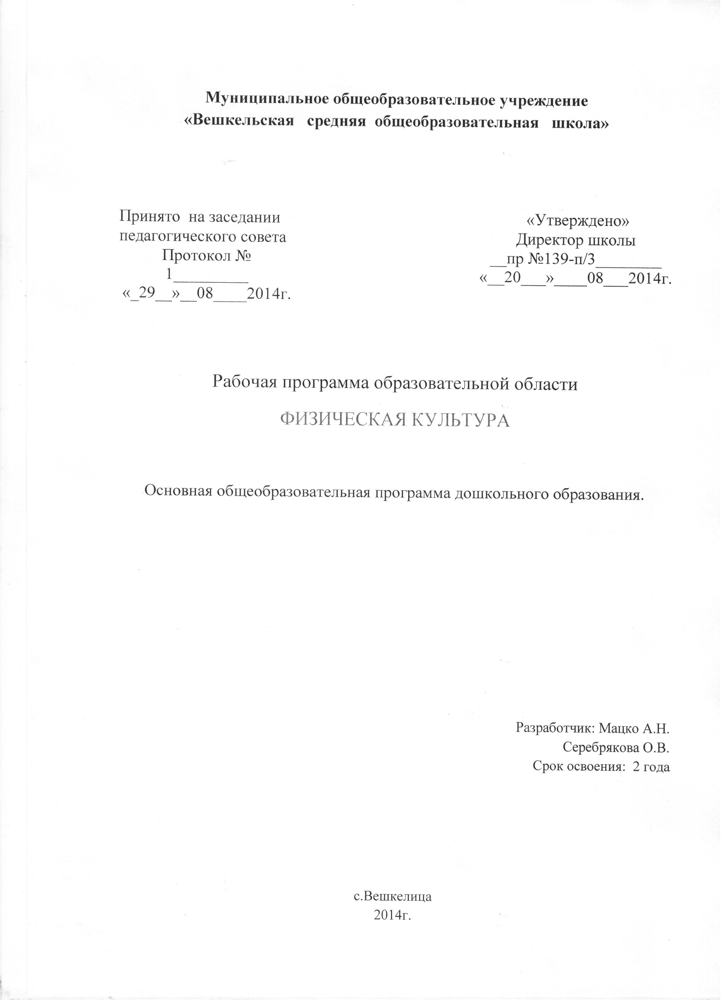 Муниципальное общеобразовательное учреждение
«Вешкельская средняя общеобразовательная школа»
Принято на заседании
педагогического совета
Протокол №
1_________
«_29__»__08____2014г.
«Утверждено»
Директор школы
__пр №139-п/3________
«__20___»____08___2014г.
Рабочая программа образовательной области
ФИЗИЧЕСКАЯ КУЛЬТУРА
Основная общеобразовательная программа дошкольного образования.
Разработчик: Мацко А.Н.
Серебрякова О.В.
Срок освоения: 2 года
с.Вешкелица
2014г.